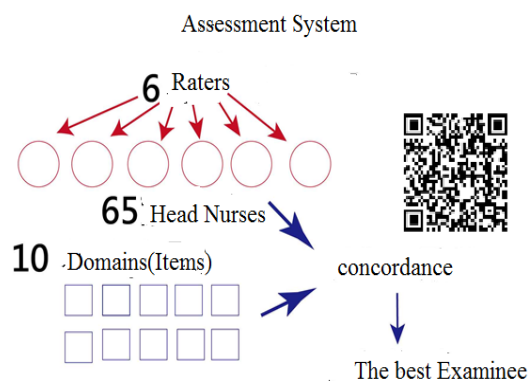 Assessment System
6 Raters
65 Head Nurses
10 Domains(Items)
concordance
The best Examinee